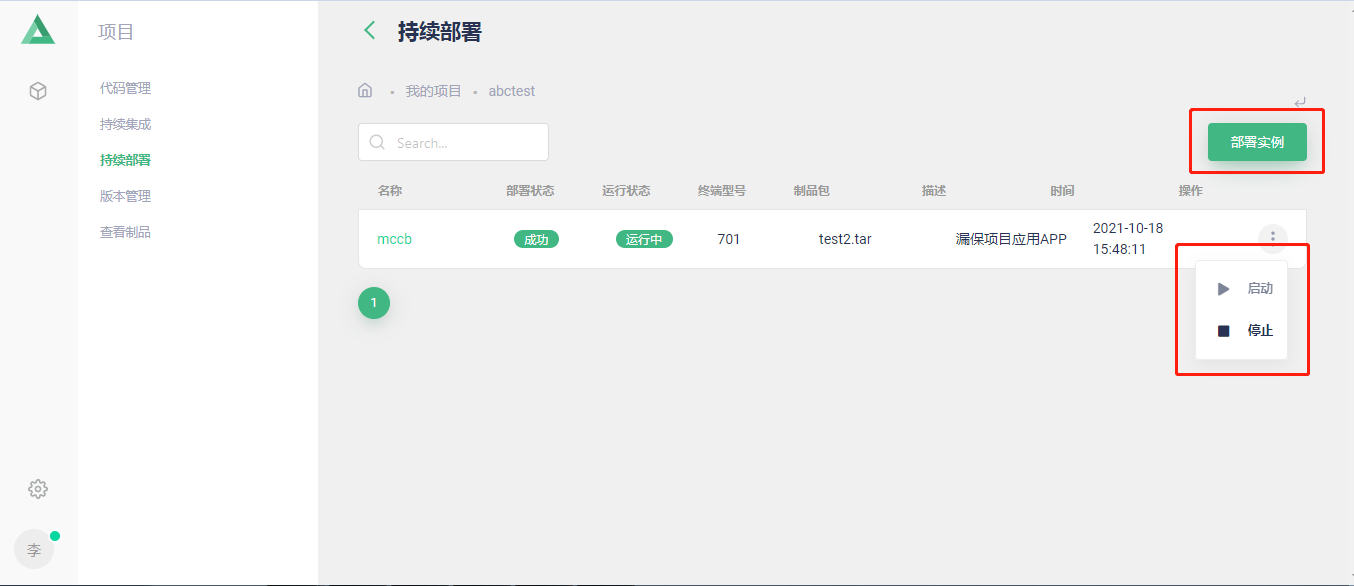 项目
代码管理
持续集成
持续部署
版本管理
查看制品
李
持续部署
我的项目 • abctest
Search...
部署实例
名称 部署状态 运行状态 终端型号 制品包 描述 时间 操作
mccb 成功 运行中 701 test2.tar 漏保项目应用APP 2021-10-18
15:48:11
启动
停止
1